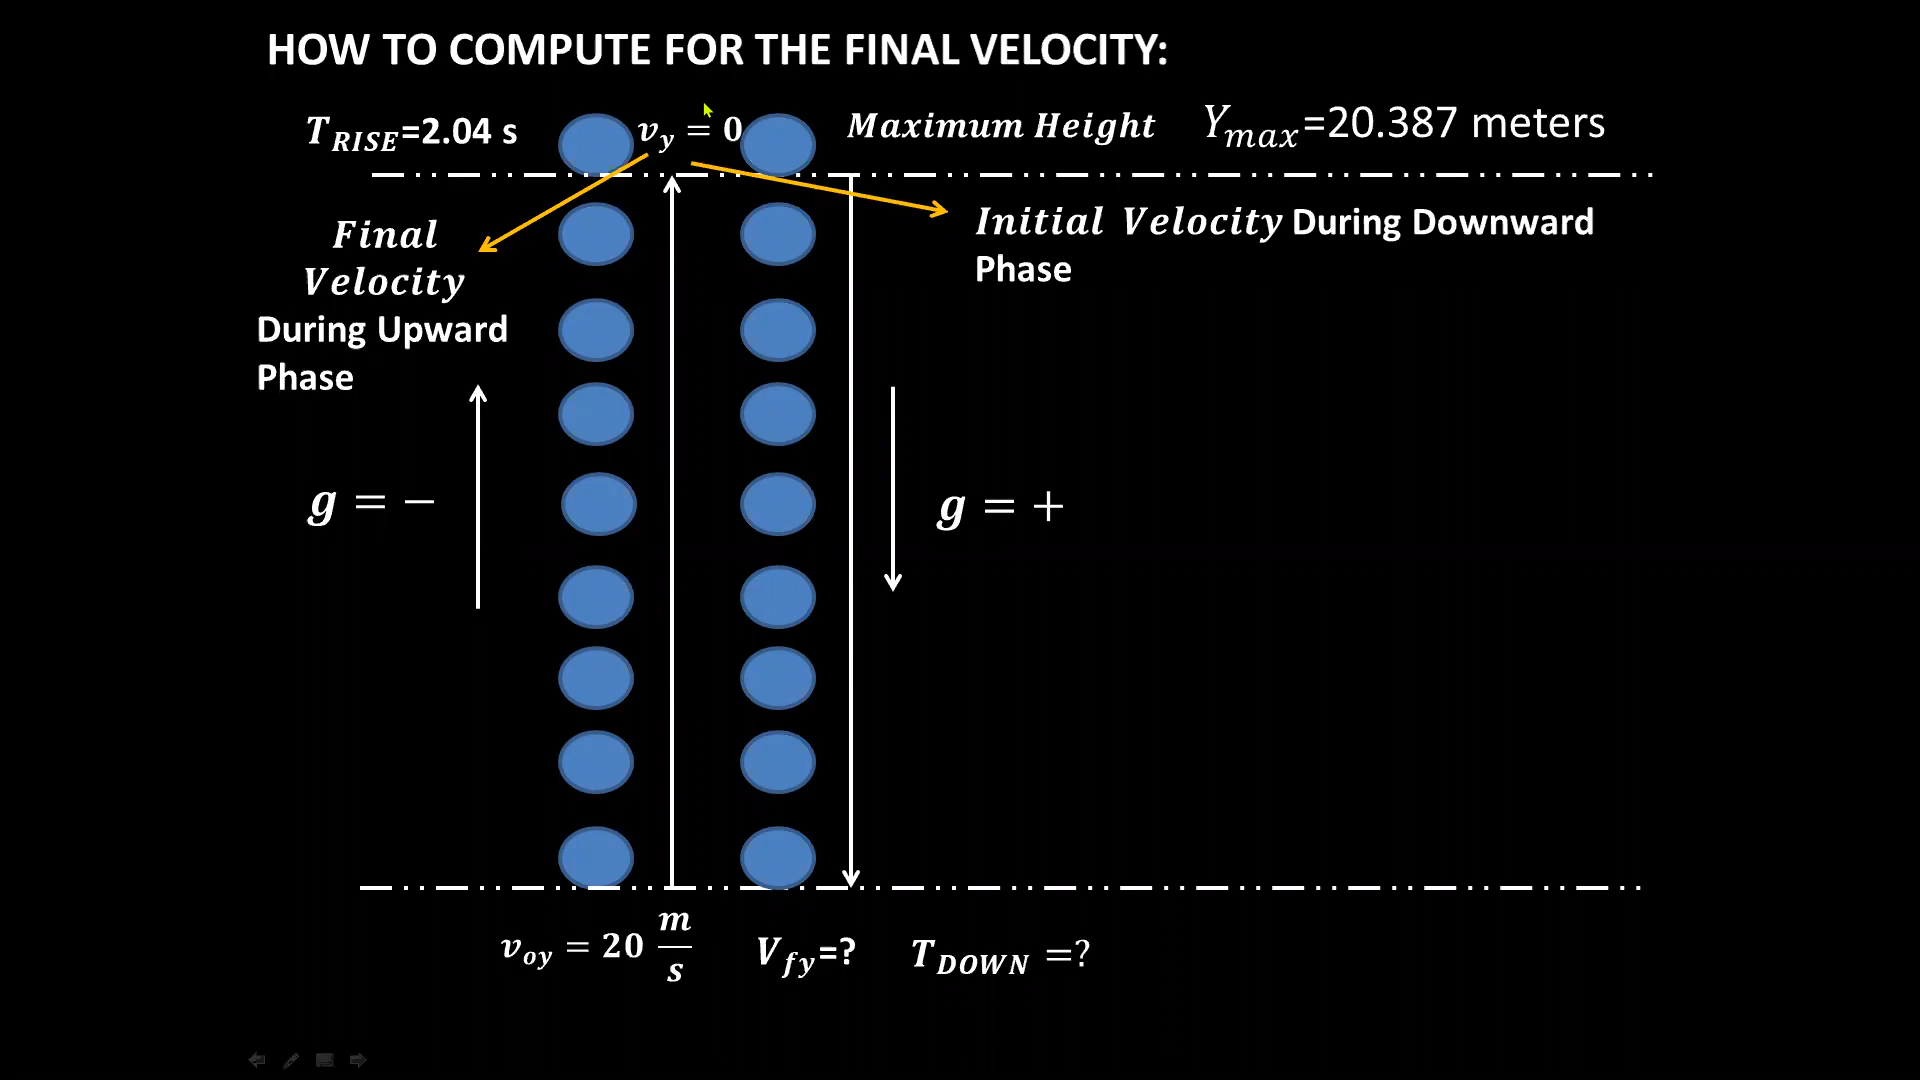 HOW TO COMPUTE FOR THE FINAL VELOCITY:
T_RISE=2.04 s
v_y = 0
Maximum Height
Y_max=20.387 meters
Final
Velocity
During Upward
Phase
Initial Velocity During Downward
Phase
g = −
g = +
v_oy = 20 m/s
V_fy=?
T_DOWN =?